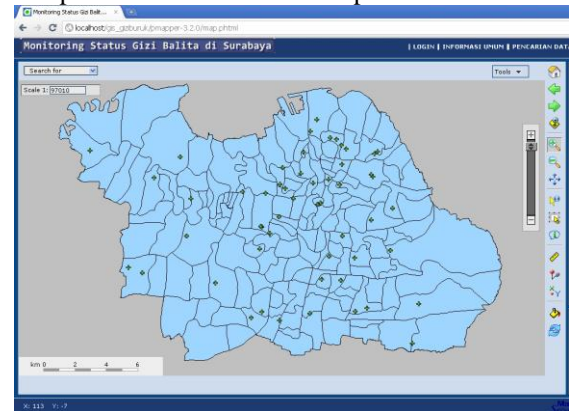 Monitoring Status Gizi Balit...
localhost/gis_giziburuk/pmapper-3.2.0/map.phtml
Monitoring Status Gizi Balita di Surabaya
| LOGIN | INFORMASI UMUM | PENCARIAN DAT
Search for
Tools
Scale 1: 97010
km 0 2 4 6
X: 113 Y: -7